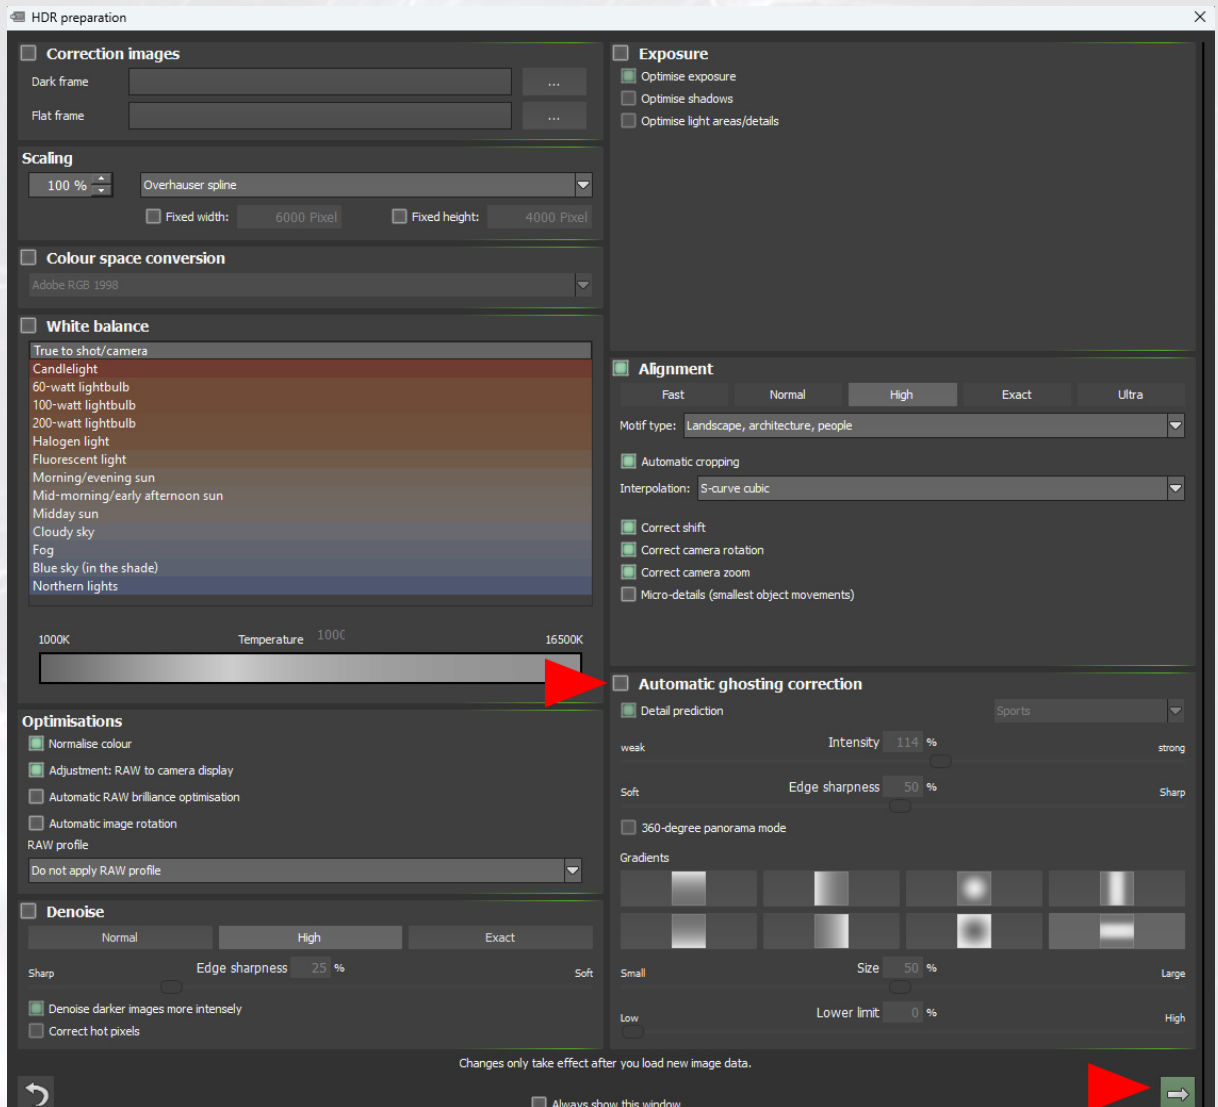 HDR preparation
Correction images
Dark frame
...
Flat frame
...
Scaling
100 %
Overhauser spline
Fixed width:
6000 Pixel
Fixed height:
4000 Pixel
Colour space conversion
Adobe RGB 1998
White balance
True to shot/camera
Candlelight
60-watt lightbulb
100-watt lightbulb
200-watt lightbulb
Halogen light
Fluorescent light
Morning/evening sun
Mid-morning/early afternoon sun
Midday sun
Cloudy sky
Fog
Blue sky (in the shade)
Northern lights
1000K
Temperature
16500K
Optimisations
Normalise colour
Adjustment: RAW to camera display
Automatic RAW brilliance optimisation
Automatic image rotation
RAW profile
Do not apply RAW profile
Denoise
Normal
High
Exact
Sharp
Edge sharpness 25 %
Soft
Denoise darker images more intensely
Correct hot pixels
Exposure
Optimise exposure
Optimise shadows
Optimise light areas/details
Alignment
Fast
Normal
High
Exact
Ultra
Motif type: Landscape, architecture, people
Automatic cropping
Interpolation: S-curve cubic
Correct shift
Correct camera rotation
Correct camera zoom
Micro-details (smallest object movements)
Automatic ghosting correction
Detail prediction
Sports
weak
Intensity 114 %
strong
Soft
Edge sharpness 50 %
Sharp
360-degree panorama mode
Gradients
Small
Size 50 %
Large
Low
Lower limit 0 %
High
Changes only take effect after you load new image data.
Always show this window